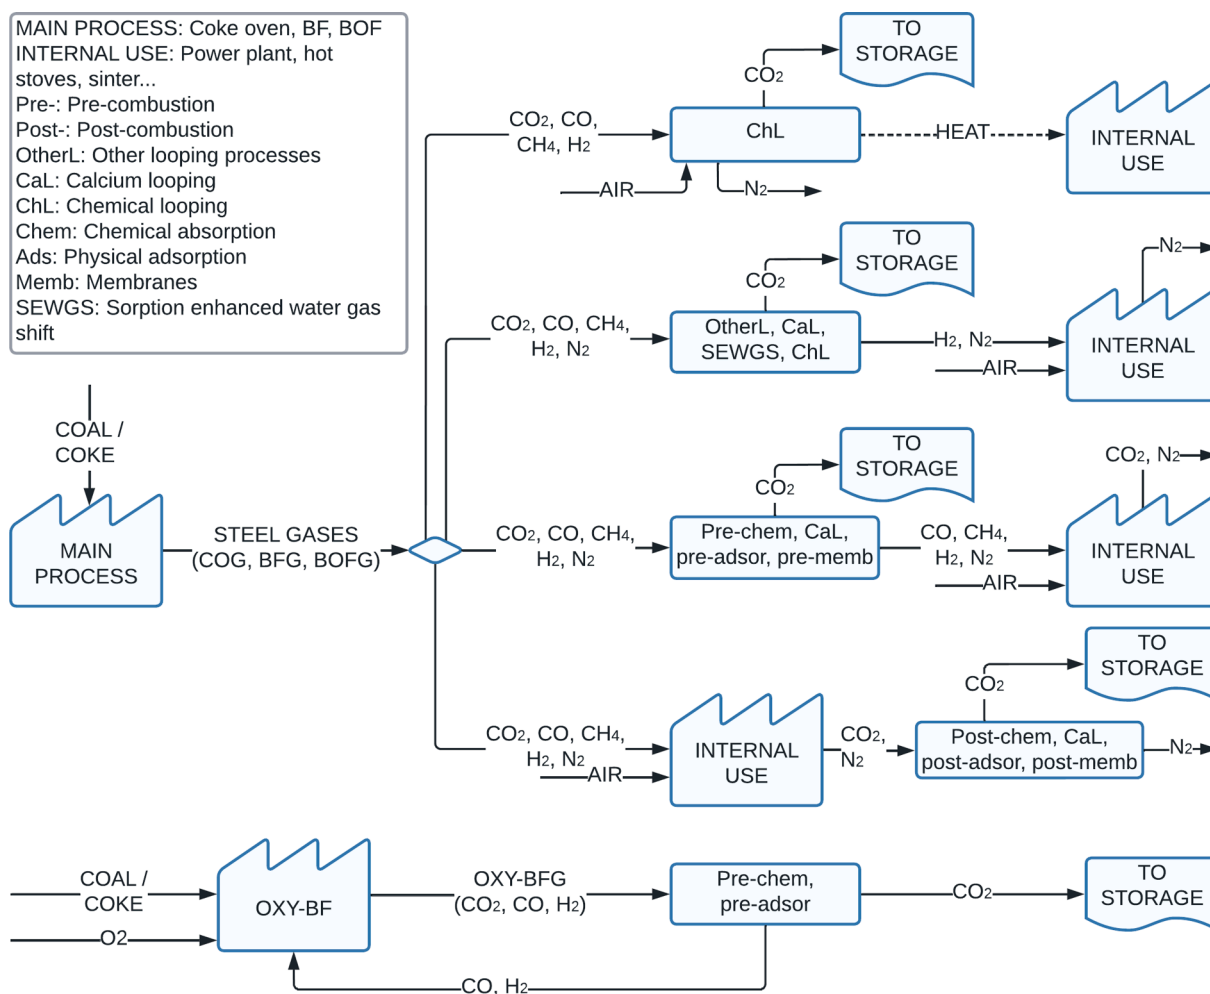 MAIN PROCESS: Coke oven, BF, BOF
INTERNAL USE: Power plant, hot
stoves, sinter...
Pre-: Pre-combustion
Post-: Post-combustion
OtherL: Other looping processes
CaL: Calcium looping
ChL: Chemical looping
Chem: Chemical absorption
Ads: Physical adsorption
Memb: Membranes
SEWGS: Sorption enhanced water gas
shift
TO
STORAGE
CO2
CO2, CO,
CH4, H2
ChL
HEAT
INTERNAL
USE
AIR
N2
TO
STORAGE
CO2
N2
CO2, CO, CH4,
H2, N2
OtherL, CaL,
SEWGS, ChL
H2, N2
AIR
INTERNAL
USE
COAL /
COKE
MAIN
PROCESS
STEEL GASES
(COG, BFG, BOFG)
TO
STORAGE
CO2
CO2, N2
CO2, CO, CH4,
H2, N2
Pre-chem, CaL,
pre-adsor, pre-memb
CO, CH4,
H2, N2
AIR
INTERNAL
USE
TO
STORAGE
CO2
CO2, CO, CH4,
H2, N2
AIR
INTERNAL
USE
CO2,
N2
Post-chem, CaL,
post-adsor, post-memb
N2
COAL /
COKE
O2
OXY-BF
OXY-BFG
(CO2, CO, H2)
Pre-chem,
pre-adsor
CO2
TO
STORAGE
CO, H2